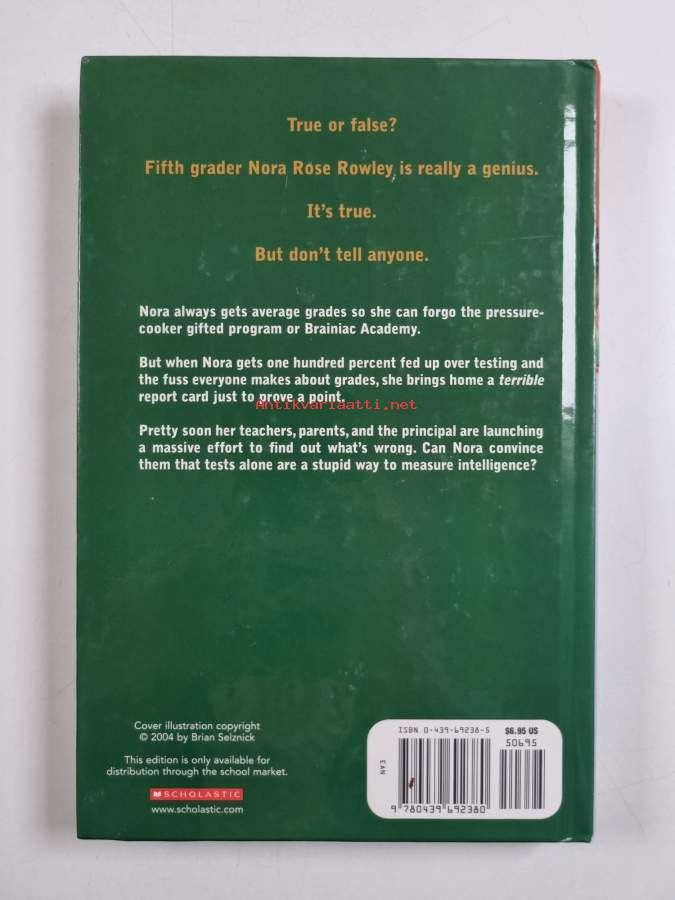 True or false?
Fifth grader Nora Rose Rowley is really a genius.
It's true.
But don't tell anyone.
Nora always gets average grades so she can forgo the pressure-
cooker gifted program or Brainiac Academy.
But when Nora gets one hundred percent fed up over testing and
the fuss everyone makes about grades, she brings home a terrible
report card just to prove a point.
Antikvariaatti.net
Pretty soon her teachers, parents, and the principal are launching
a massive effort to find out what's wrong. Can Nora convince
them that tests alone are a stupid way to measure intelligence?
Cover illustration copyright
© 2004 by Brian Selznick
This edition is only available for
distribution through the school market.
SCHOLASTIC
www.scholastic.com
ISBN 0-439-69238-5
$6.95 US
50695
EAN
9 780439 692380